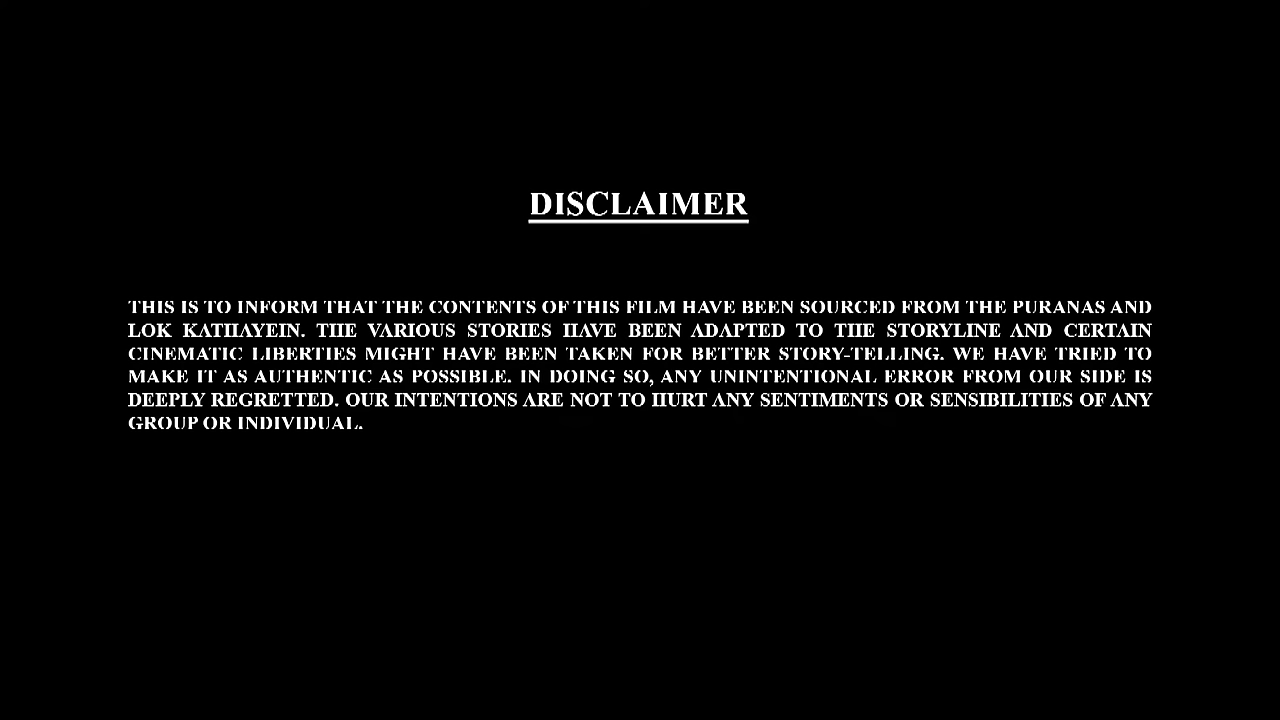 DISCLAIMER
THIS IS TO INFORM THAT THE CONTENTS OF THIS FILM HAVE BEEN SOURCED FROM THE PURANAS AND
LOK KATHAYEIN. THE VARIOUS STORIES HAVE BEEN ADAPTED TO THE STORYLINE AND CERTAIN
CINEMATIC LIBERTIES MIGHT HAVE BEEN TAKEN FOR BETTER STORY-TELLING. WE HAVE TRIED TO
MAKE IT AS AUTHENTIC AS POSSIBLE. IN DOING SO, ANY UNINTENTIONAL ERROR FROM OUR SIDE IS
DEEPLY REGRETTED. OUR INTENTIONS ARE NOT TO HURT ANY SENTIMENTS OR SENSIBILITIES OF ANY
GROUP OR INDIVIDUAL.